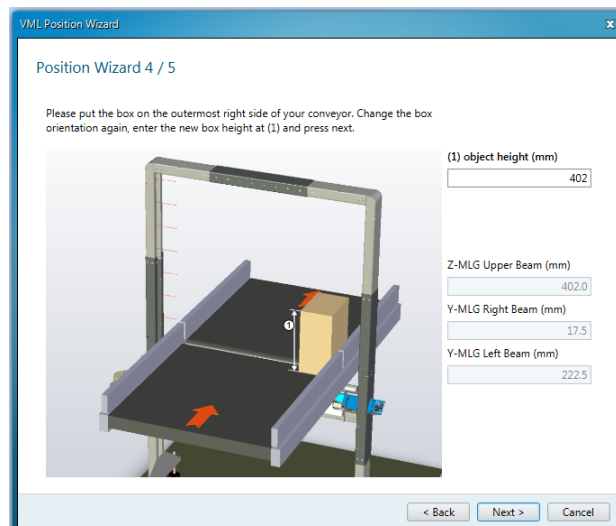 VML Position Wizard
x
Position Wizard 4 / 5
Please put the box on the outermost right side of your conveyor. Change the box
orientation again, enter the new box height at (1) and press next.
(1) object height (mm)
402
1
Z-MLG Upper Beam (mm)
402.0
Y-MLG Right Beam (mm)
17.5
Y-MLG Left Beam (mm)
222.5
< Back
Next >
Cancel